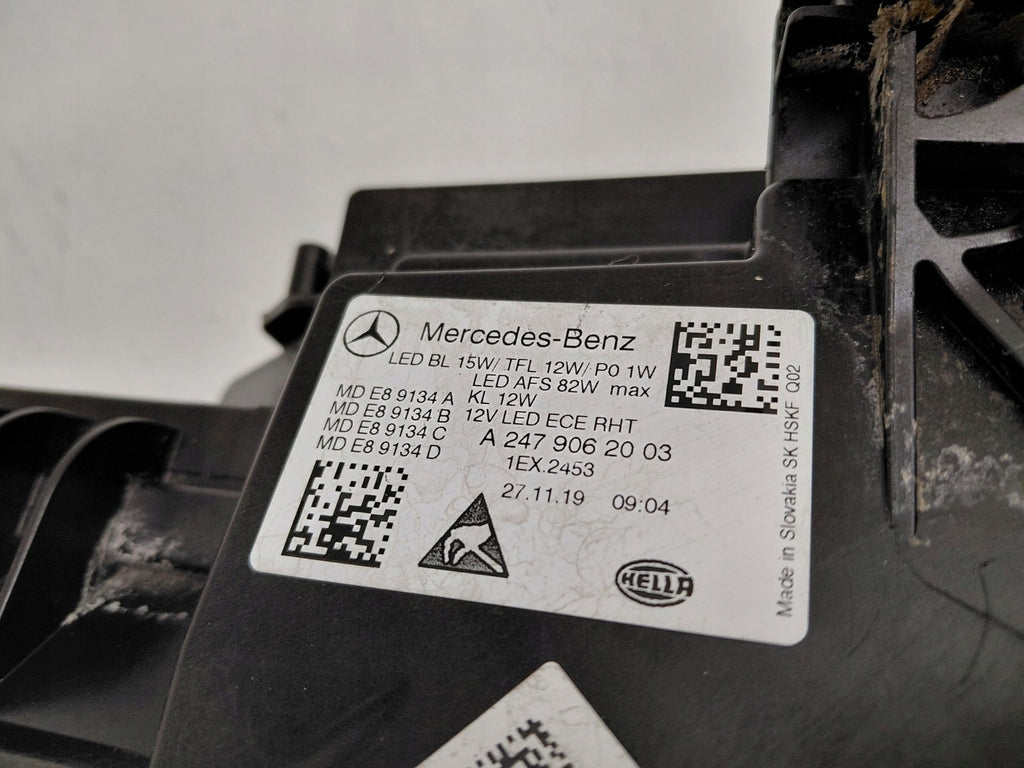 Mercedes-Benz
LED BL 15W/ TFL 12W/ PO 1W
LED AFS 82W max
MD E8 9134 A KL 12W
MD E8 9134 B 12V LED ECE RHT
MD E8 9134 C A 247 906 20 03
MD E8 9134 D 1EX.2453
27.11.19 09:04
HELLA
Made in Slovakia SK HSKF Q02